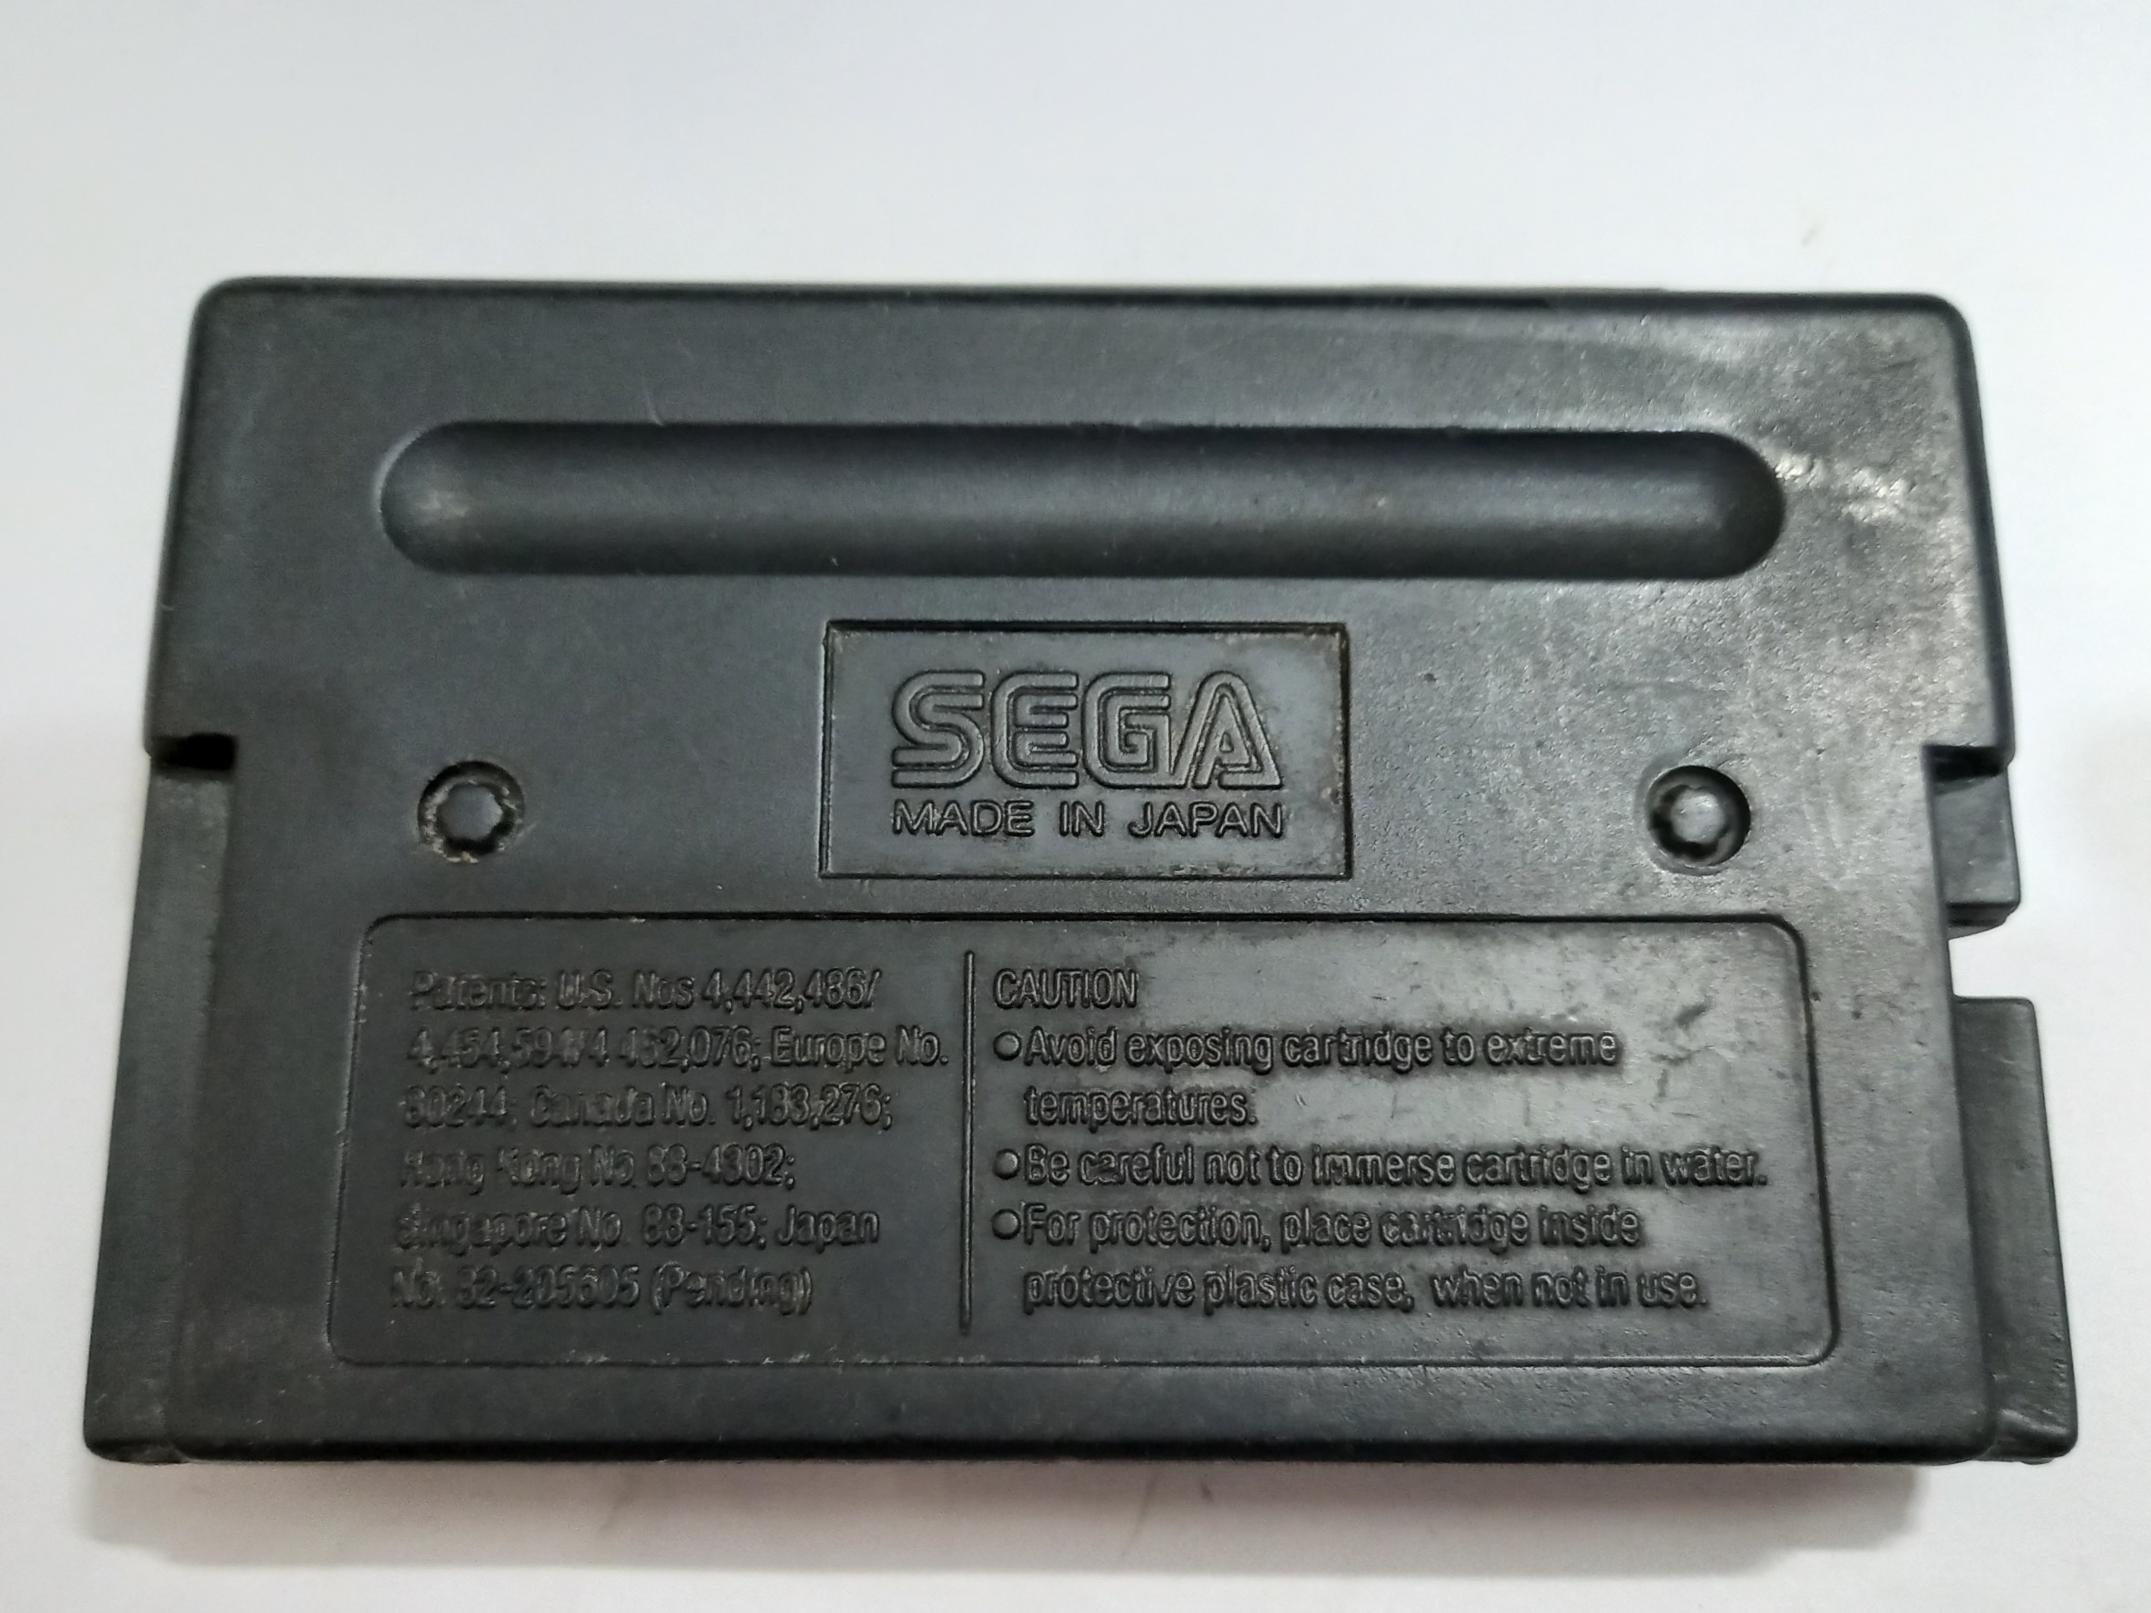 SEGA
MADE IN JAPAN
Patents: U.S. Nos 4,442,486/
4,454,594/4,462,076; Europe No.
80244; Canada No. 1,183,276;
Hong Kong No. 88-4302;
Singapore No. 88-155; Japan
No. 82-205605 (Pending)
CAUTION
●Avoid exposing cartridge to extreme
temperatures.
●Be careful not to immerse cartridge in water.
●For protection, place cartridge inside
protective plastic case, when not in use.